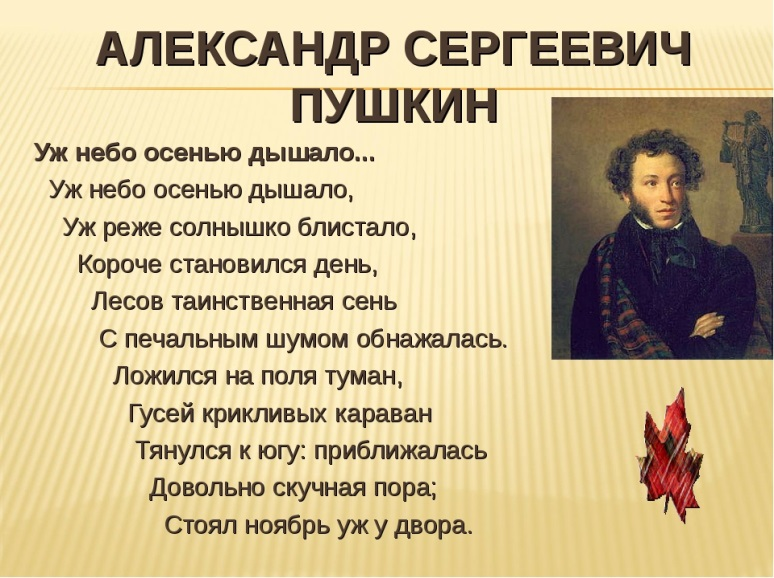 АЛЕКСАНДР СЕРГЕЕВИЧ
ПУШКИН
Уж небо осенью дышало...
Уж небо осенью дышало,
Уж реже солнышко блистало,
Короче становился день,
Лесов таинственная сень
С печальным шумом обнажалась.
Ложился на поля туман,
Гусей крикливых караван
Тянулся к югу: приближалась
Довольно скучная пора;
Стоял ноябрь уж у двора.